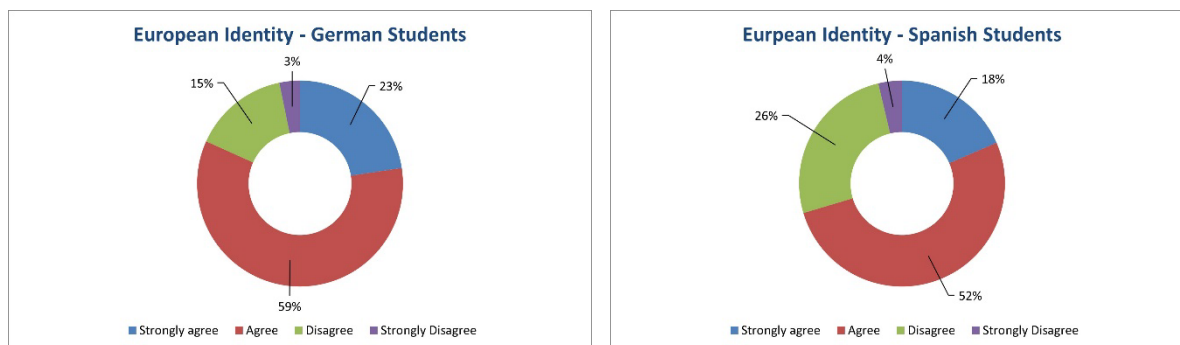 European Identity - German Students
3%
15%
23%
59%
Strongly agree Agree Disagree Strongly Disagree
Eurpean Identity - Spanish Students
4%
18%
26%
52%
Strongly agree Agree Disagree Strongly Disagree